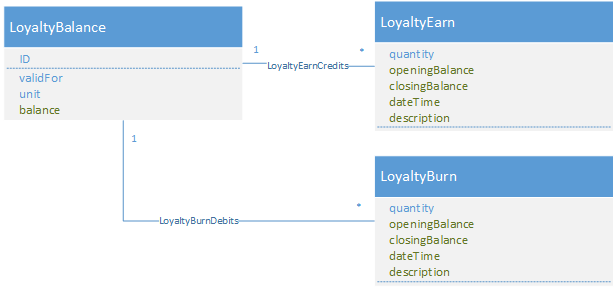 LoyaltyBalance
ID
validFor
unit
balance
1
*
LoyaltyEarnCredits
LoyaltyEarn
quantity
openingBalance
closingBalance
dateTime
description
1
*
LoyaltyBurnDebits
LoyaltyBurn
quantity
openingBalance
closingBalance
dateTime
description